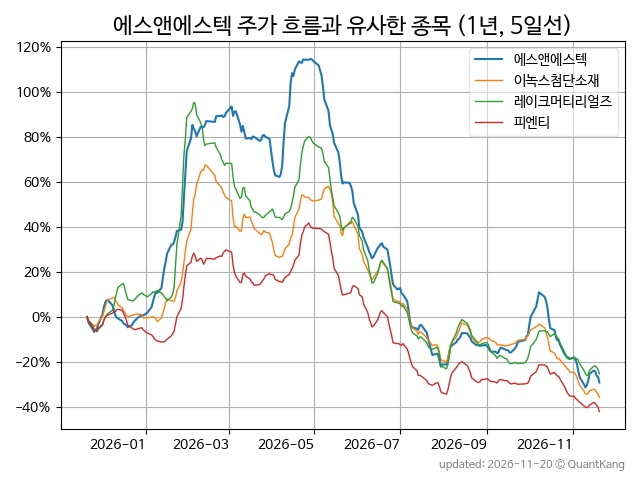 에스앤에스텍 주가 흐름과 유사한 종목 (1년, 5일선)
120%
100%
80%
60%
40%
20%
0%
−20%
−40%
에스앤에스텍
이녹스첨단소재
레이크머티리얼즈
피엔티
2026-01
2026-03
2026-05
2026-07
2026-09
2026-11
updated: 2026-11-20 © QuantKang